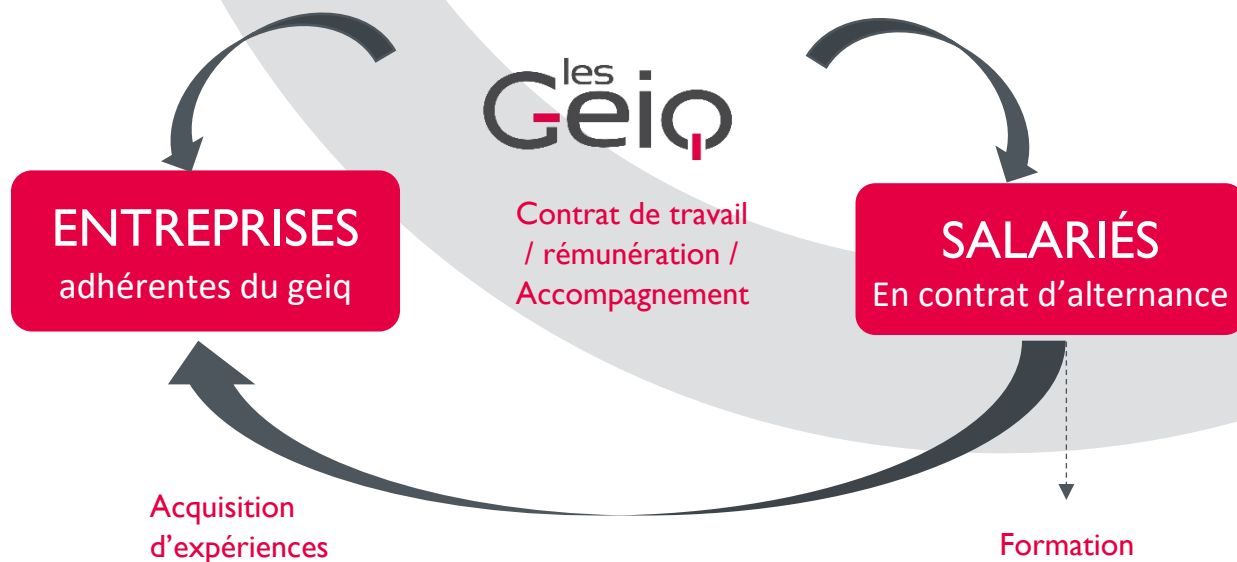 les
Geiq
ENTREPRISES
adhérentes du geiq
Contrat de travail
/ rémunération /
Accompagnement
SALARIÉS
En contrat d’alternance
Acquisition
d’expériences
Formation